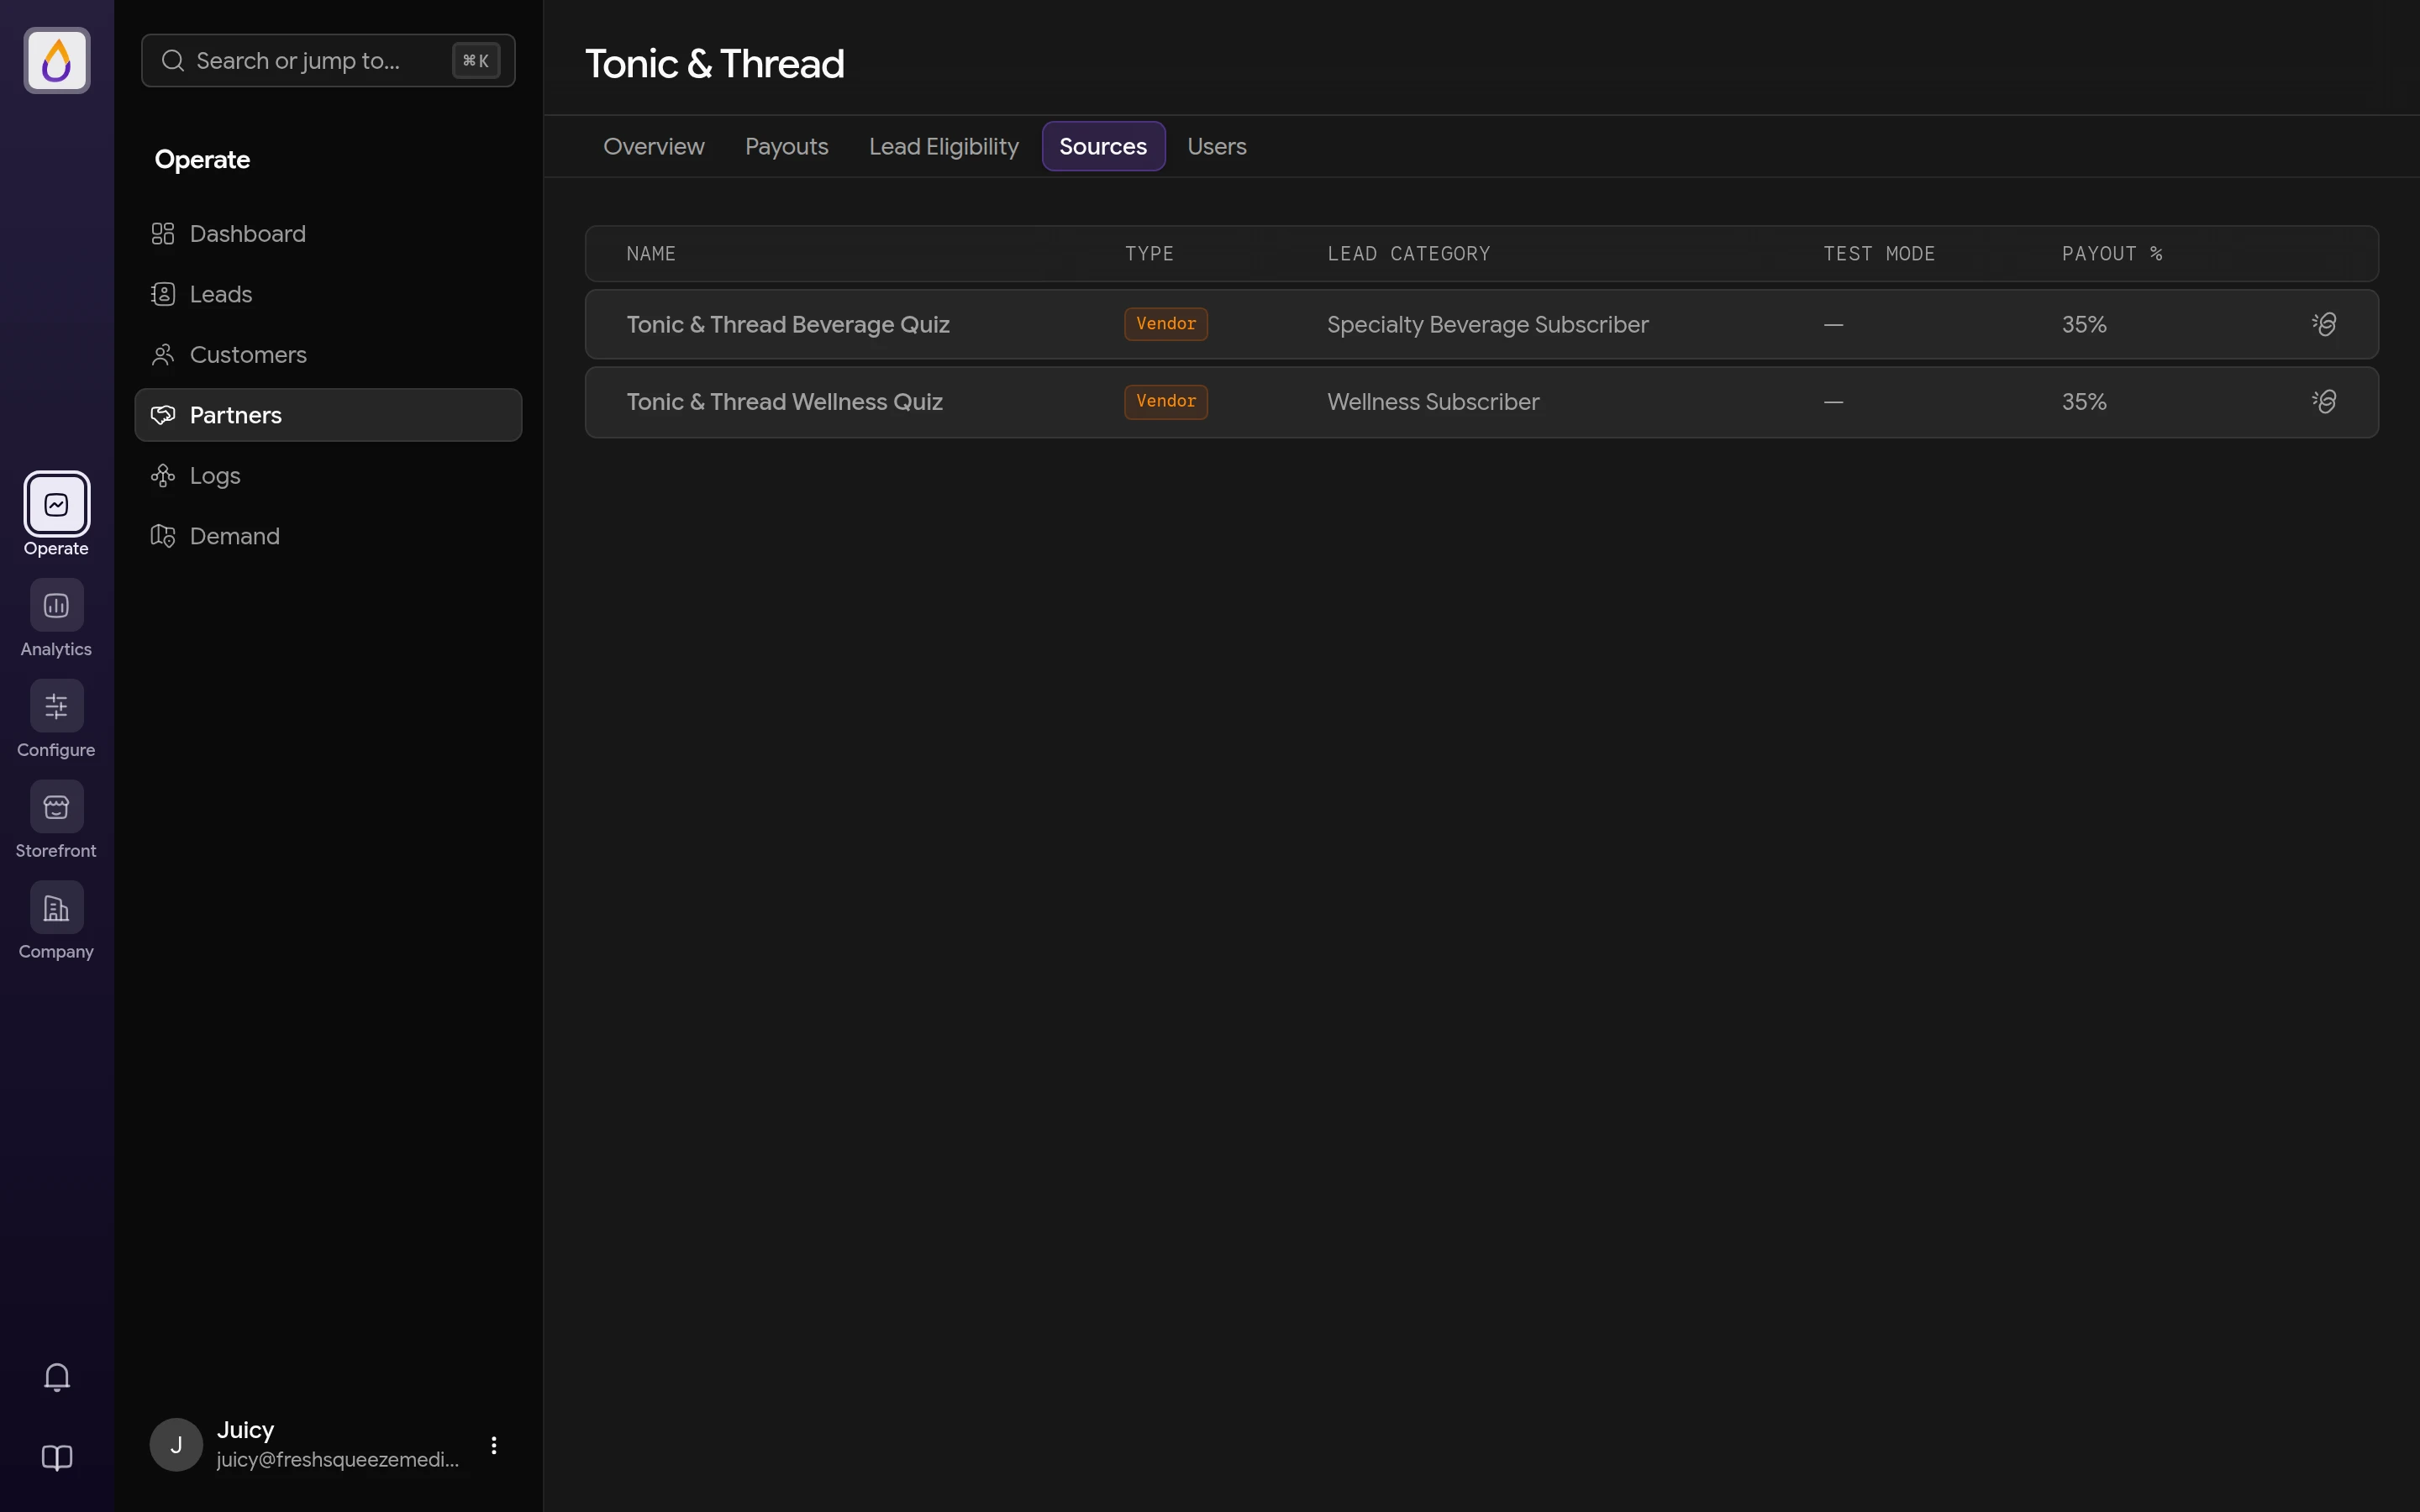 Search or jump to...
⌘K
Operate
Dashboard
Leads
Customers
Partners
Logs
Demand
Operate
Analytics
Configure
Storefront
Company
J
Juicy
juicy@freshsqueezemedi...
Tonic & Thread
Overview Payouts Lead Eligibility Sources Users
NAME TYPE LEAD CATEGORY TEST MODE PAYOUT %
Tonic & Thread Beverage Quiz Vendor Specialty Beverage Subscriber — 35%
Tonic & Thread Wellness Quiz Vendor Wellness Subscriber — 35%